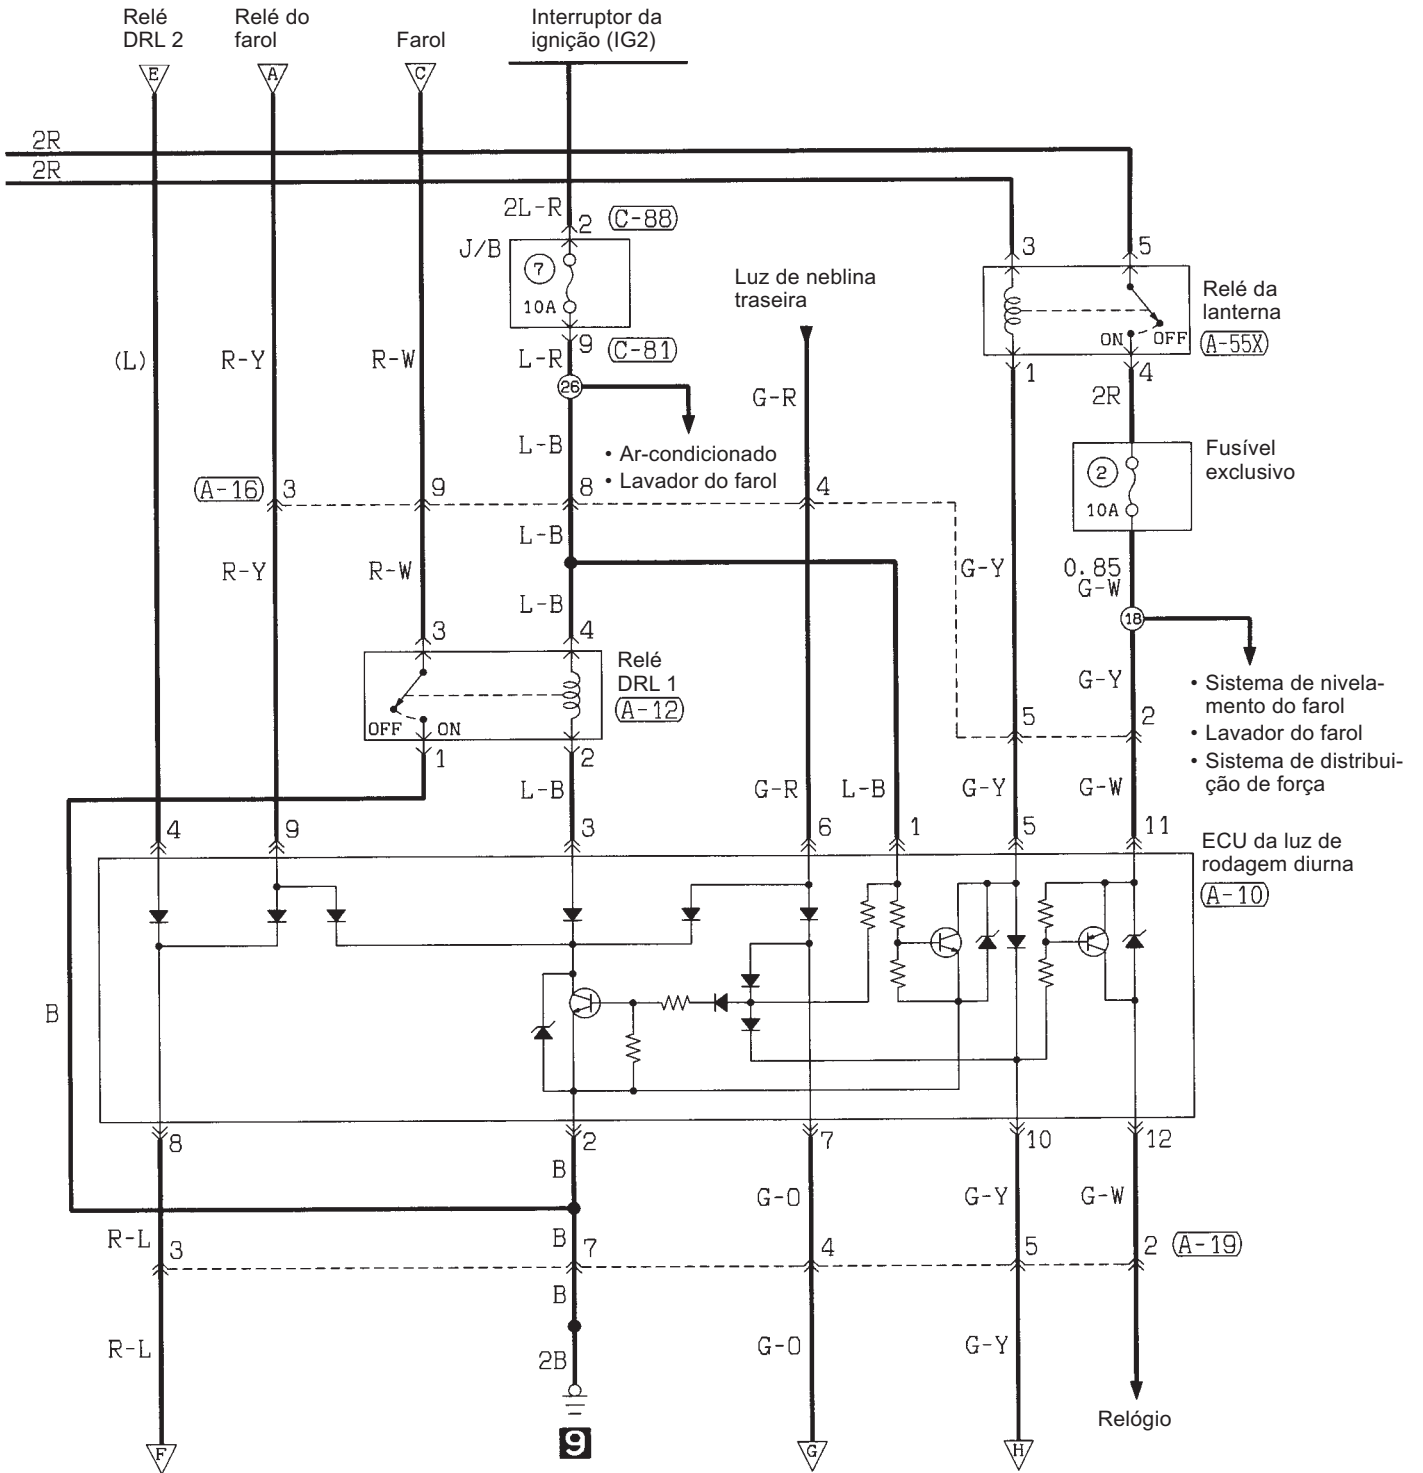 Relé
DRL 2
Relé do
farol
Farol
Interruptor da
ignição (IG2)
E
A
C
2R
2R
2L-R
2
C-88
J/B
7
10A
9
C-81
L-R
26
Luz de neblina
traseira
3
5
Relé da
lanterna
A-55X
ON
OFF
1
4
(L)
R-Y
R-W
G-R
2R
L-B
• Ar-condicionado
• Lavador do farol
Fusível
exclusivo
2
10A
A-16
3
9
8
4
L-B
R-Y
R-W
G-Y
0.85
G-W
L-B
18
3
4
Relé
DRL 1
A-12
OFF
ON
G-Y
• Sistema de nivela-
mento do farol
• Lavador do farol
• Sistema de distribui-
ção de força
5
2
1
2
L-B
G-R
L-B
G-Y
G-W
4
9
3
6
1
5
11
ECU da luz de
rodagem diurna
A-10
B
8
2
7
10
12
B
G-O
G-Y
G-W
R-L
3
B
7
4
5
2
A-19
B
R-L
G-O
G-Y
2B
Relógio
9
F
G
H